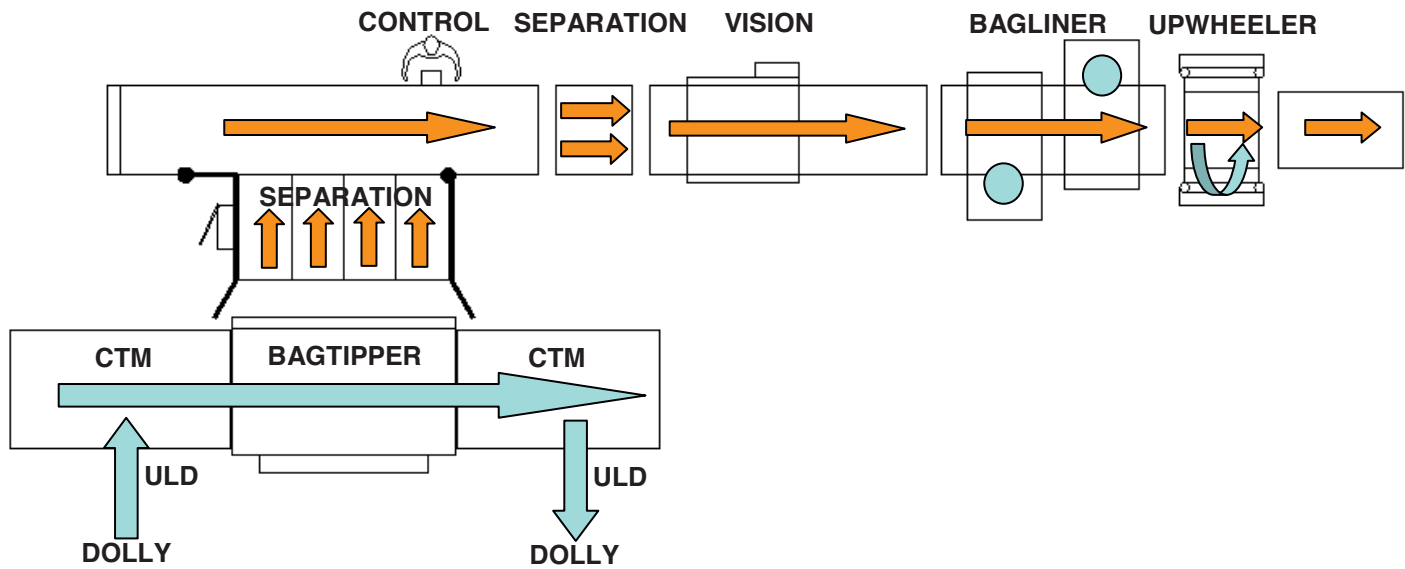 CONTROL SEPARATION VISION BAGLINER UPWHEELER
SEPARATION
CTM BAGTIPPER CTM
ULD ULD
DOLLY DOLLY